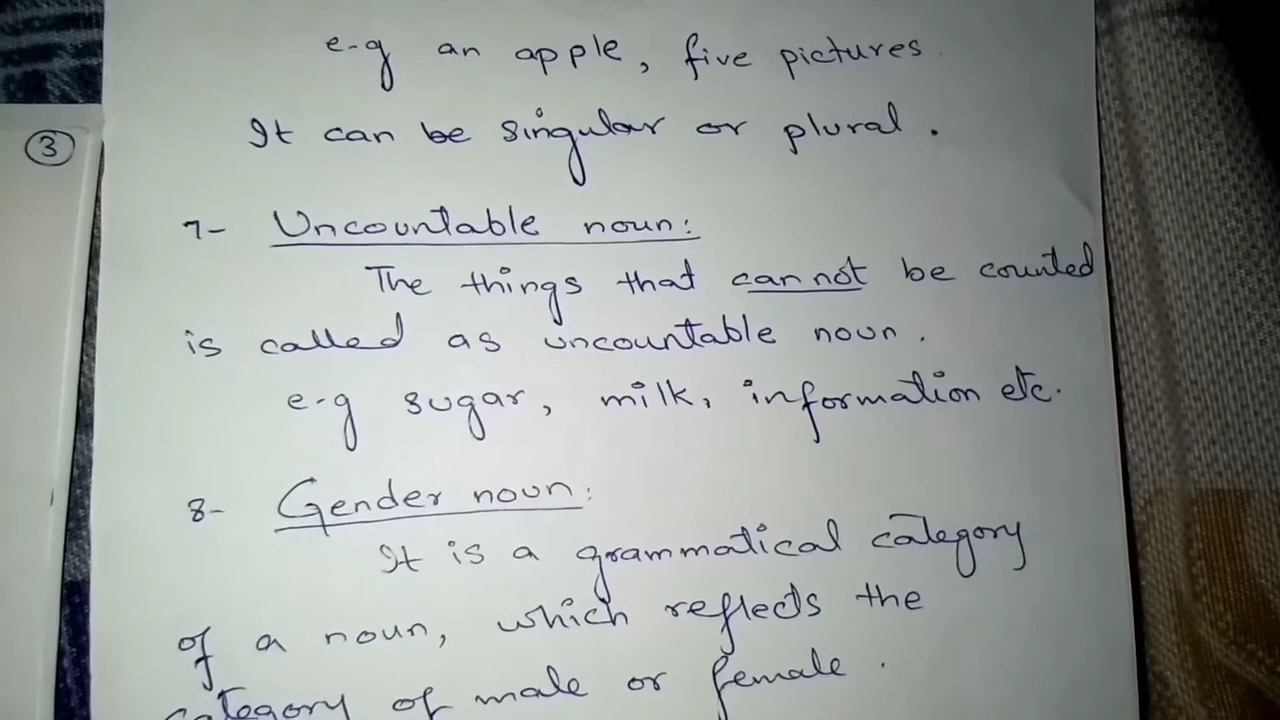 e-g an apple, five pictures
It can be singular or plural.
3
7- Uncountable noun:
The things that can not be counted
is called as uncountable noun.
e-g sugar, milk, information etc.
8- Gender noun:
It is a grammatical category
of a noun, which reflects the
category of male or female.